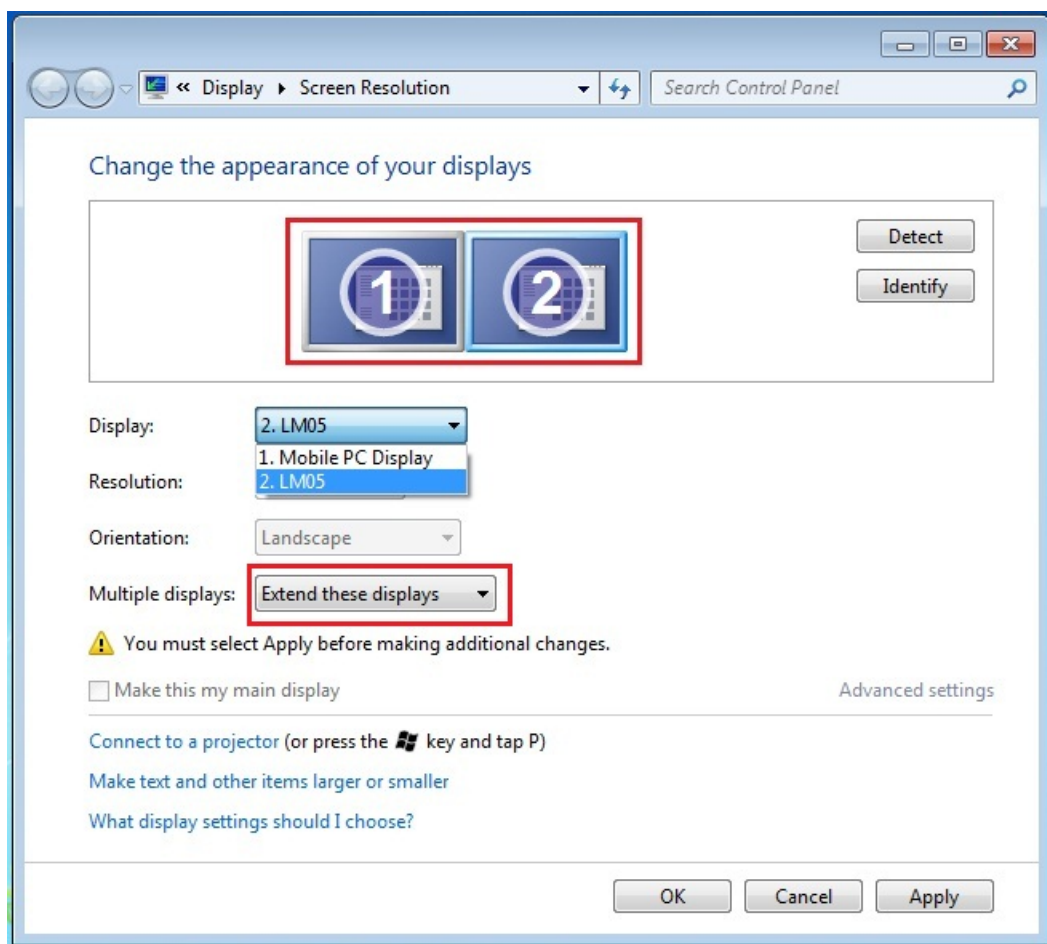 « Display ▸ Screen Resolution
Search Control Panel
Change the appearance of your displays
1
2
Detect
Identify
Display:
2. LM05
1. Mobile PC Display
Resolution:
2. LM05
Orientation:
Landscape
Multiple displays:
Extend these displays
You must select Apply before making additional changes.
Make this my main display
Advanced settings
Connect to a projector (or press the key and tap P)
Make text and other items larger or smaller
What display settings should I choose?
OK
Cancel
Apply